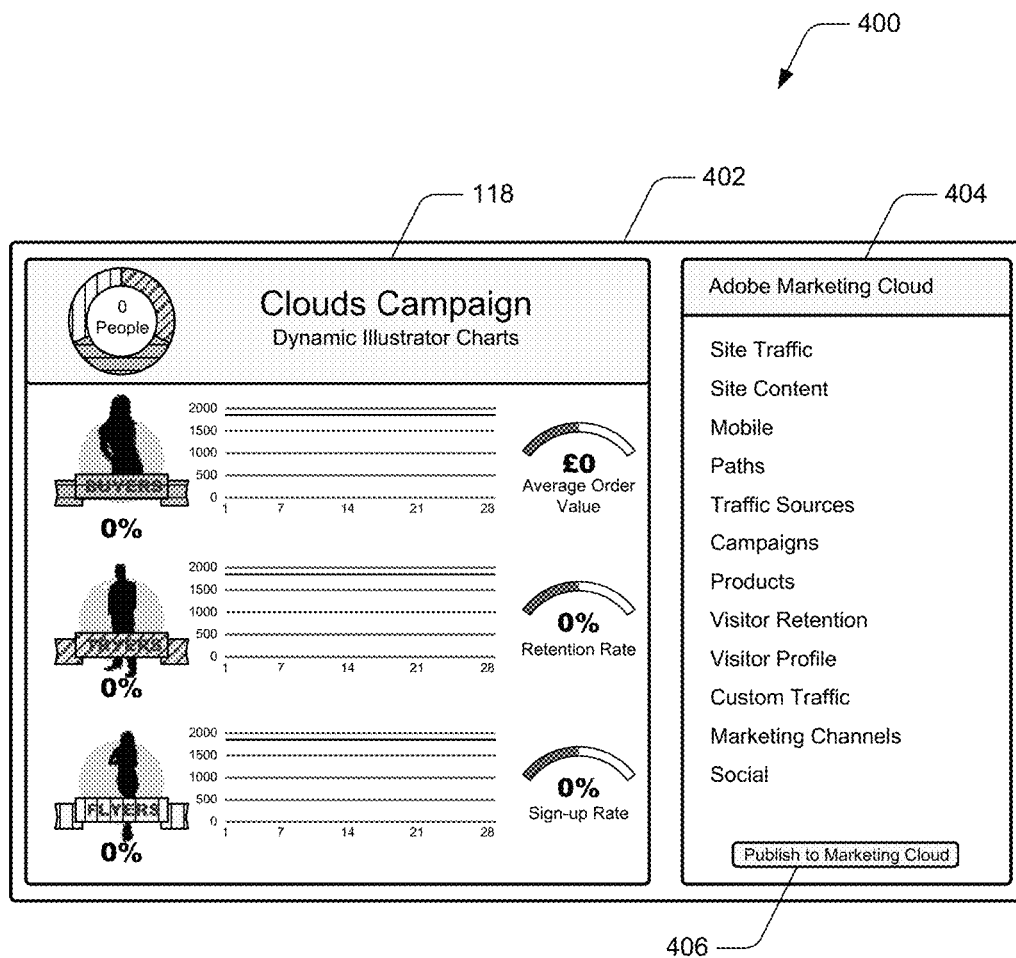 400
402
118
404
0
People
Clouds Campaign
Dynamic Illustrator Charts
Adobe Marketing Cloud
Site Traffic
Site Content
Mobile
Paths
Traffic Sources
Campaigns
Products
Visitor Retention
Visitor Profile
Custom Traffic
Marketing Channels
Social
Publish to Marketing Cloud
406
BUYERS
0%
2000
1500
1000
500
0
1 7 14 21 28
£0
Average Order
Value
TRYERS
0%
2000
1500
1000
500
0
1 7 14 21 28
0%
Retention Rate
FLYERS
0%
2000
1500
1000
500
0
1 7 14 21 28
0%
Sign-up Rate